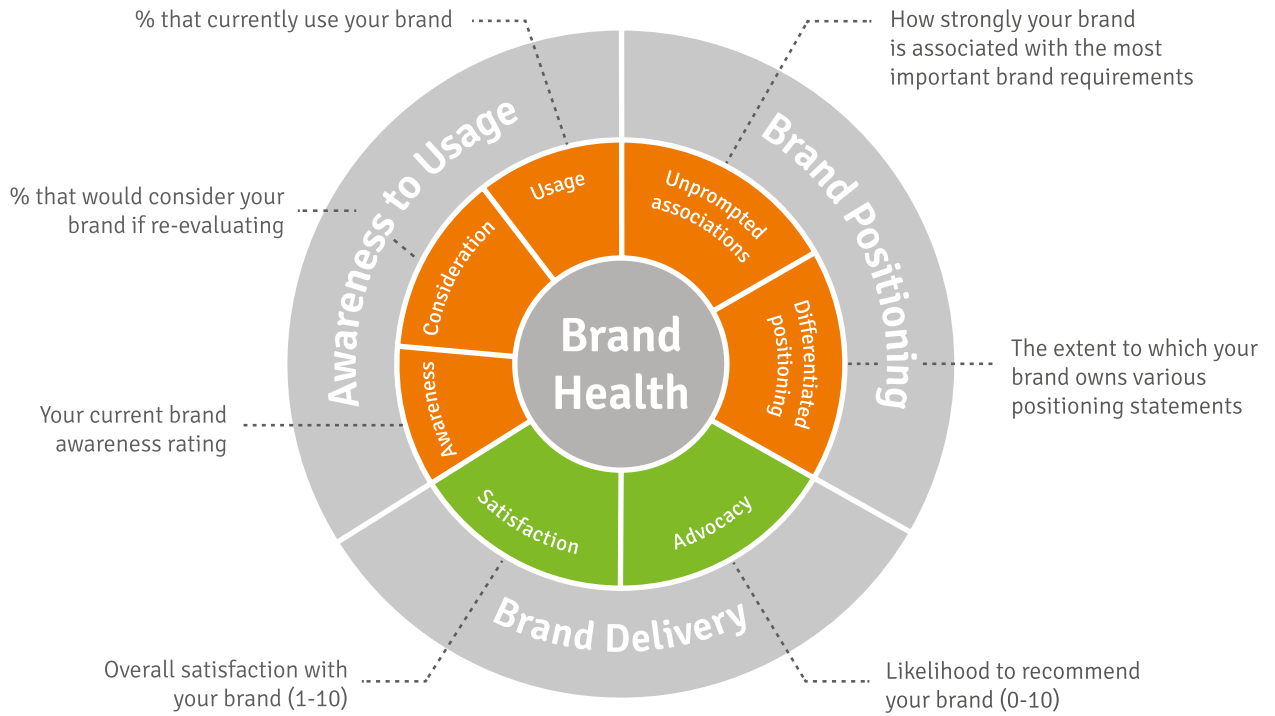 % that currently use your brand
How strongly your brand
is associated with the most
important brand requirements
Awareness to Usage
Brand Positioning
% that would consider your
brand if re-evaluating
Usage
Unprompted
associations
Consideration
Differentiated
positioning
Brand
Health
The extent to which your
brand owns various
positioning statements
Awareness
Your current brand
awareness rating
Satisfaction
Advocacy
Brand Delivery
Overall satisfaction with
your brand (1-10)
Likelihood to recommend
your brand (0-10)